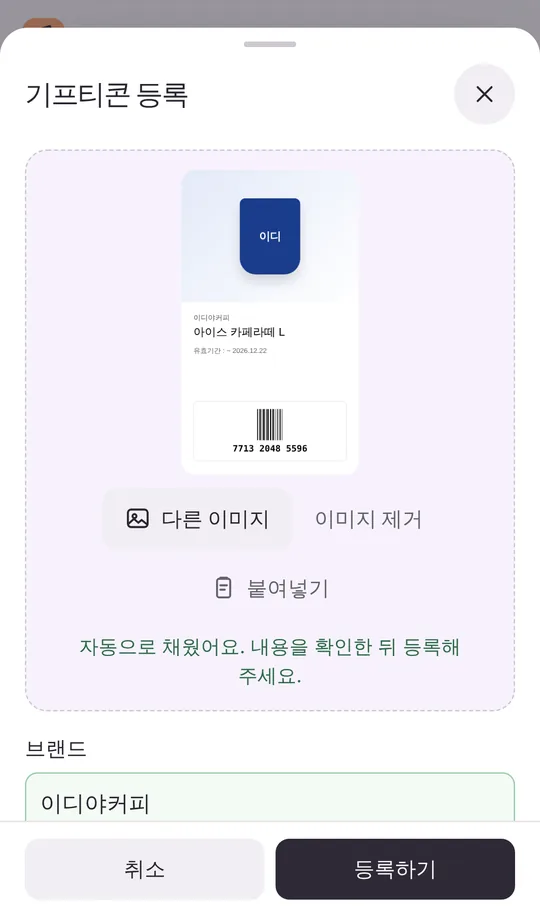 기프티콘 등록
이디
이디야커피
아이스 카페라떼 L
유효기간 : ~ 2026.12.22
7713 2048 5596
다른 이미지
이미지 제거
붙여넣기
자동으로 채웠어요. 내용을 확인한 뒤 등록해
주세요.
브랜드
이디야커피
취소
등록하기